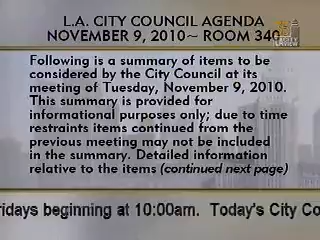 L.A. CITY COUNCIL AGENDA
NOVEMBER 9, 2010~ ROOM 340
Following is a summary of items to be
considered by the City Council at its
meeting of Tuesday, November 9, 2010.
This summary is provided for
informational purposes only; due to time
restraints items continued from the
previous meeting may not be included
in the summary. Detailed information
relative to the items (continued next page)
ridays beginning at 10:00am. Today's City Co